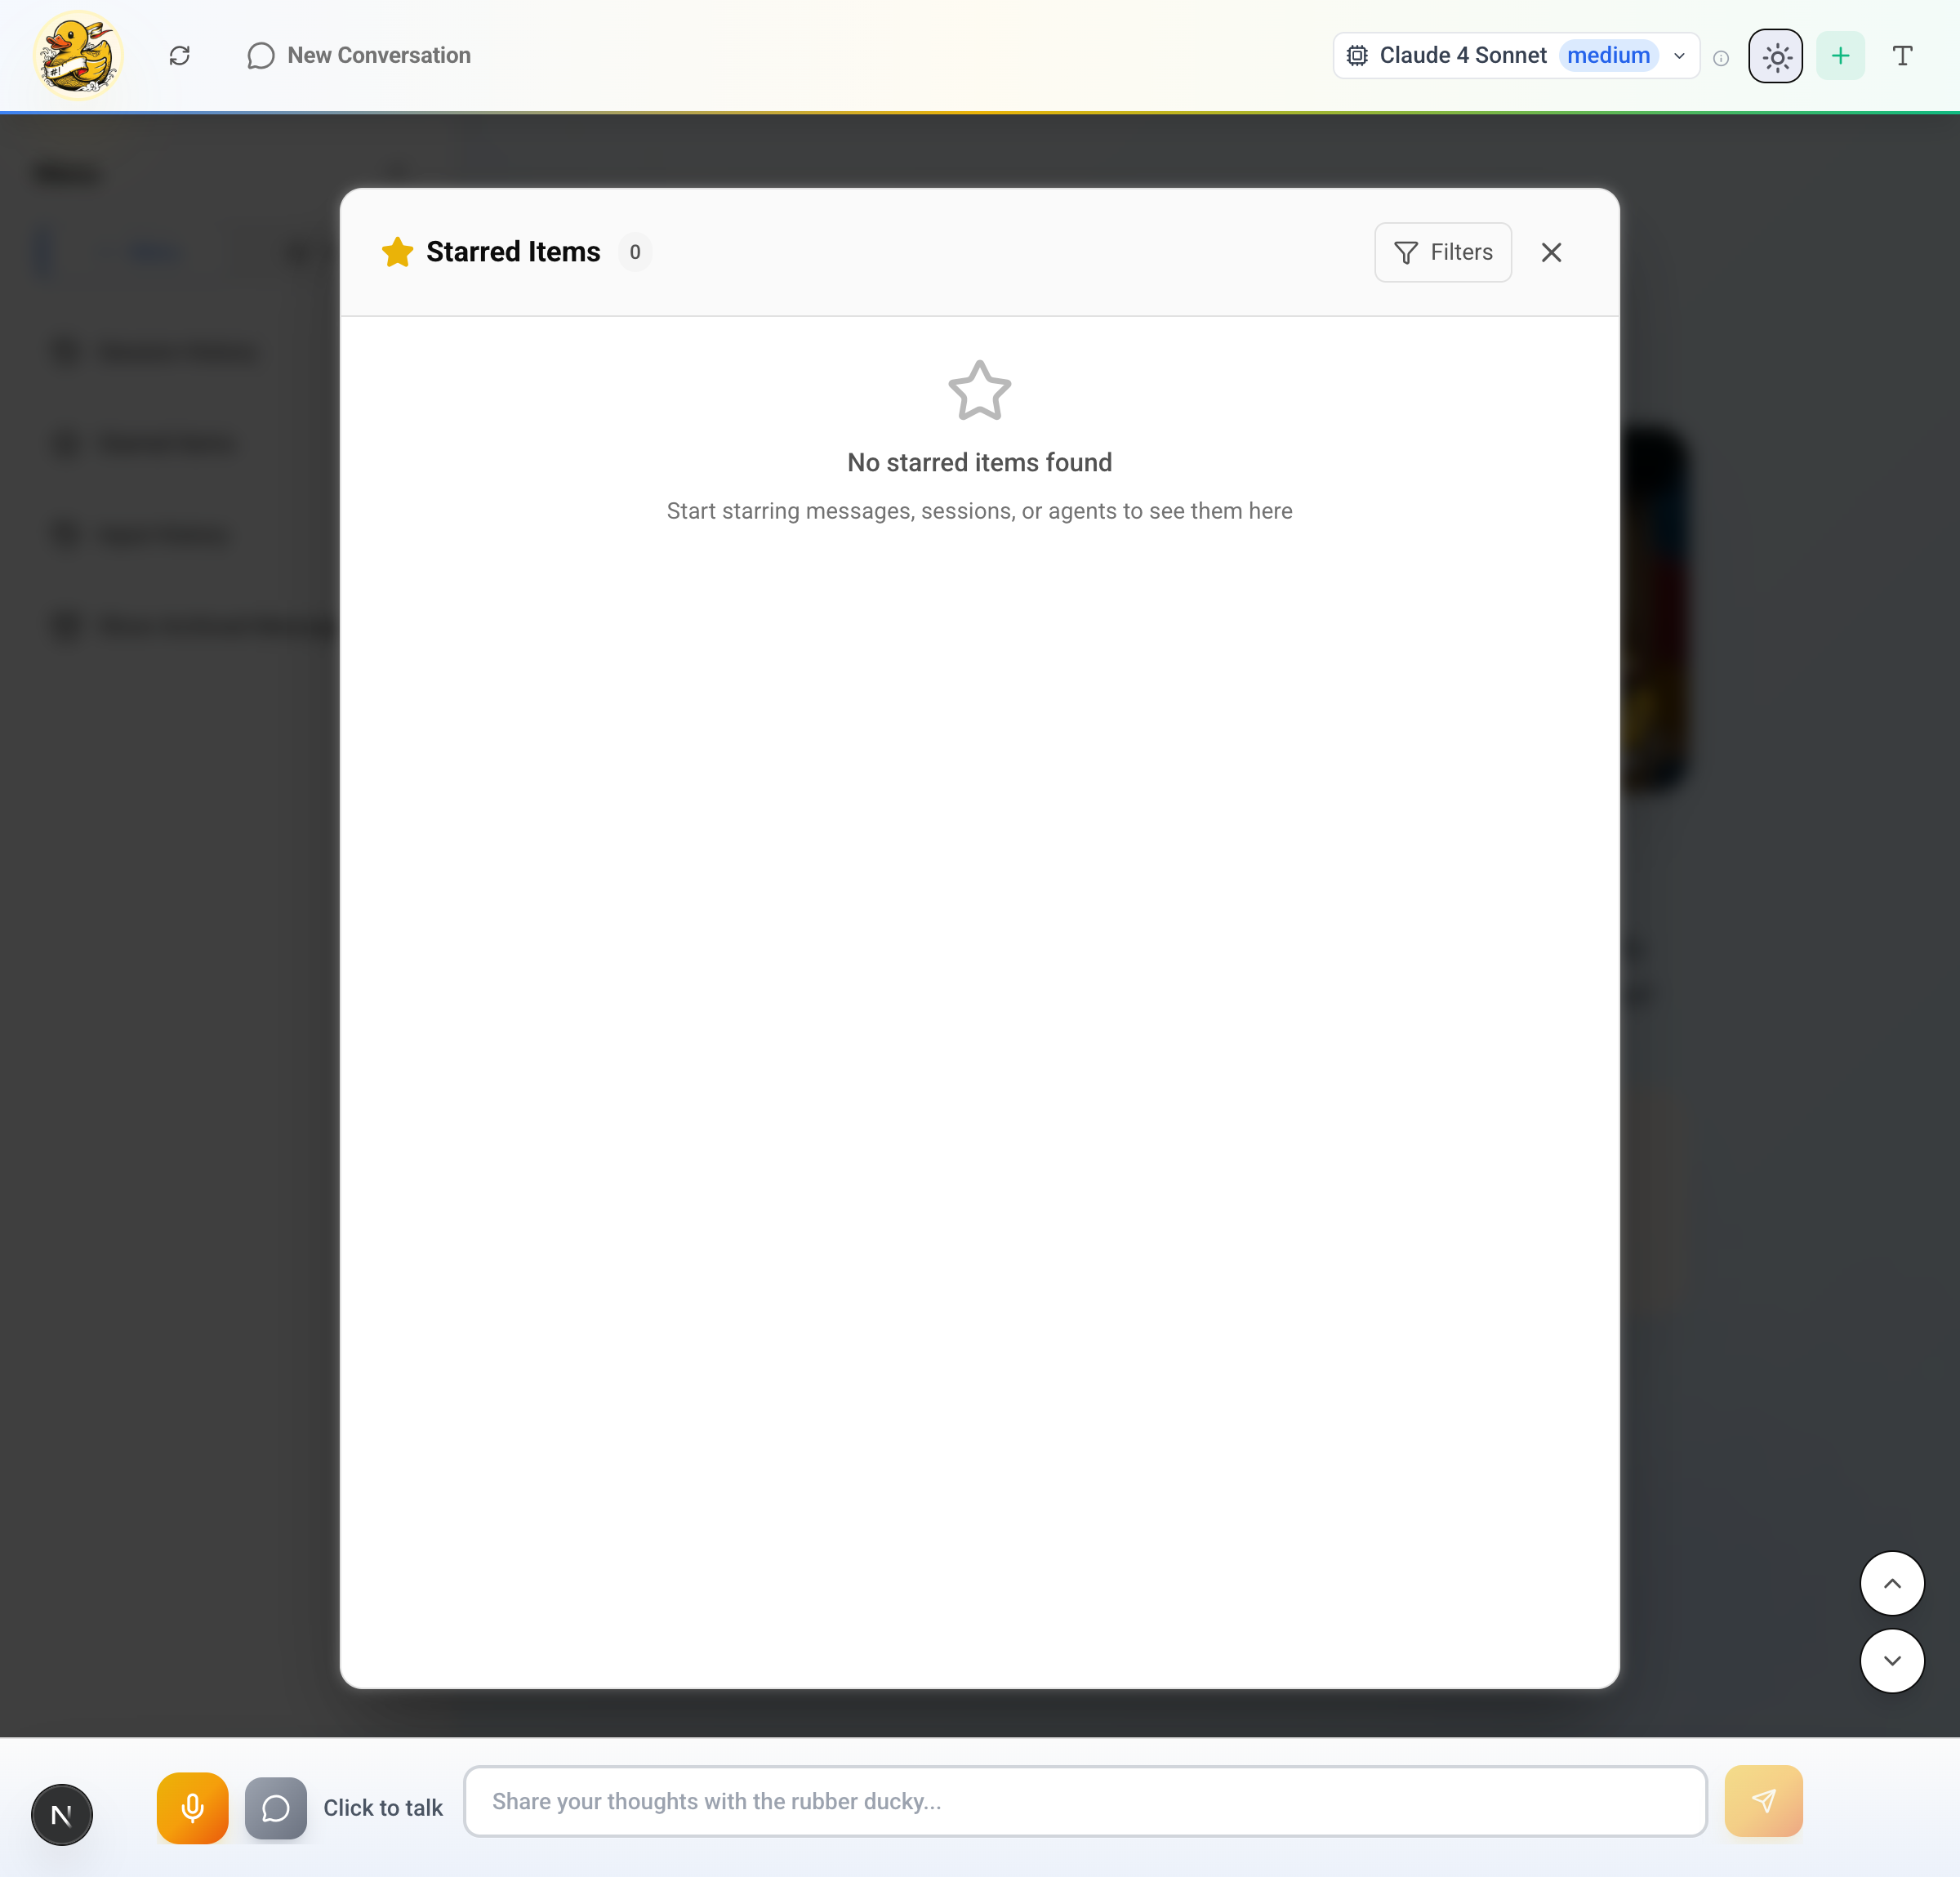 #!
New Conversation
Claude 4 Sonnet medium
T
Starred Items 0
Filters
No starred items found
Start starring messages, sessions, or agents to see them here
N
Click to talk
Share your thoughts with the rubber ducky...